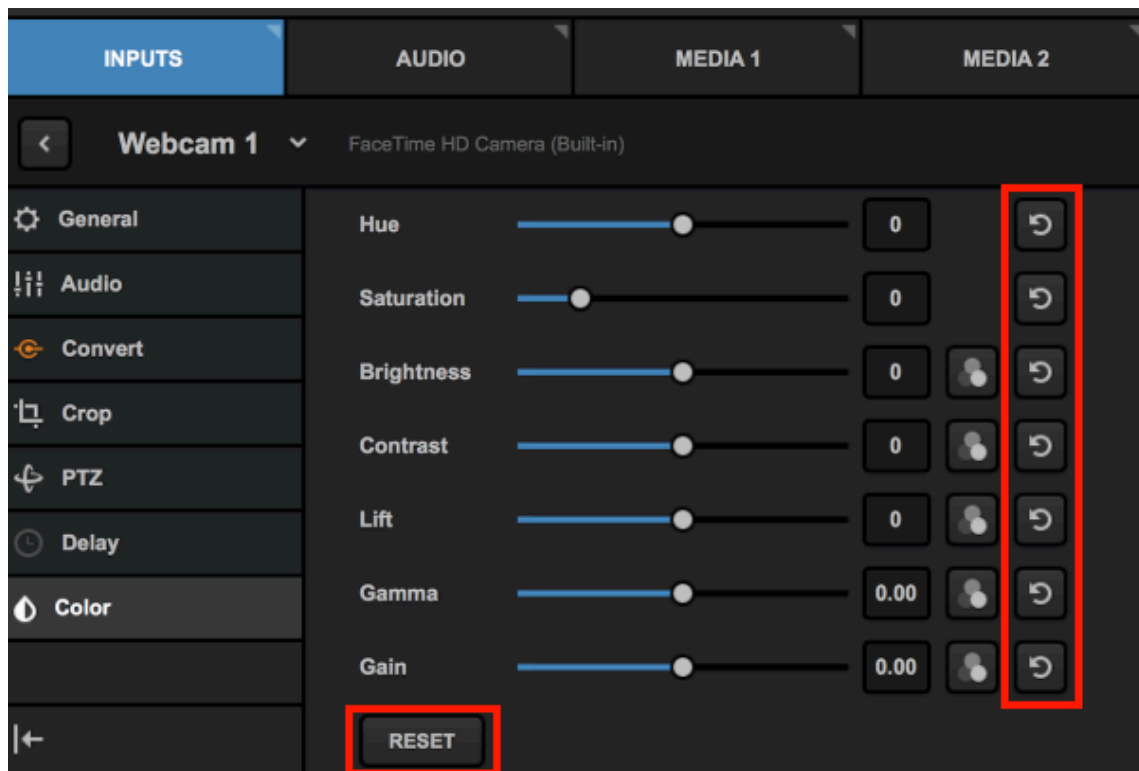 INPUTS AUDIO MEDIA 1 MEDIA 2
Webcam 1 FaceTime HD Camera (Built-in)
General
Audio
Convert
Crop
PTZ
Delay
Color
Hue 0
Saturation 0
Brightness 0
Contrast 0
Lift 0
Gamma 0.00
Gain 0.00
RESET